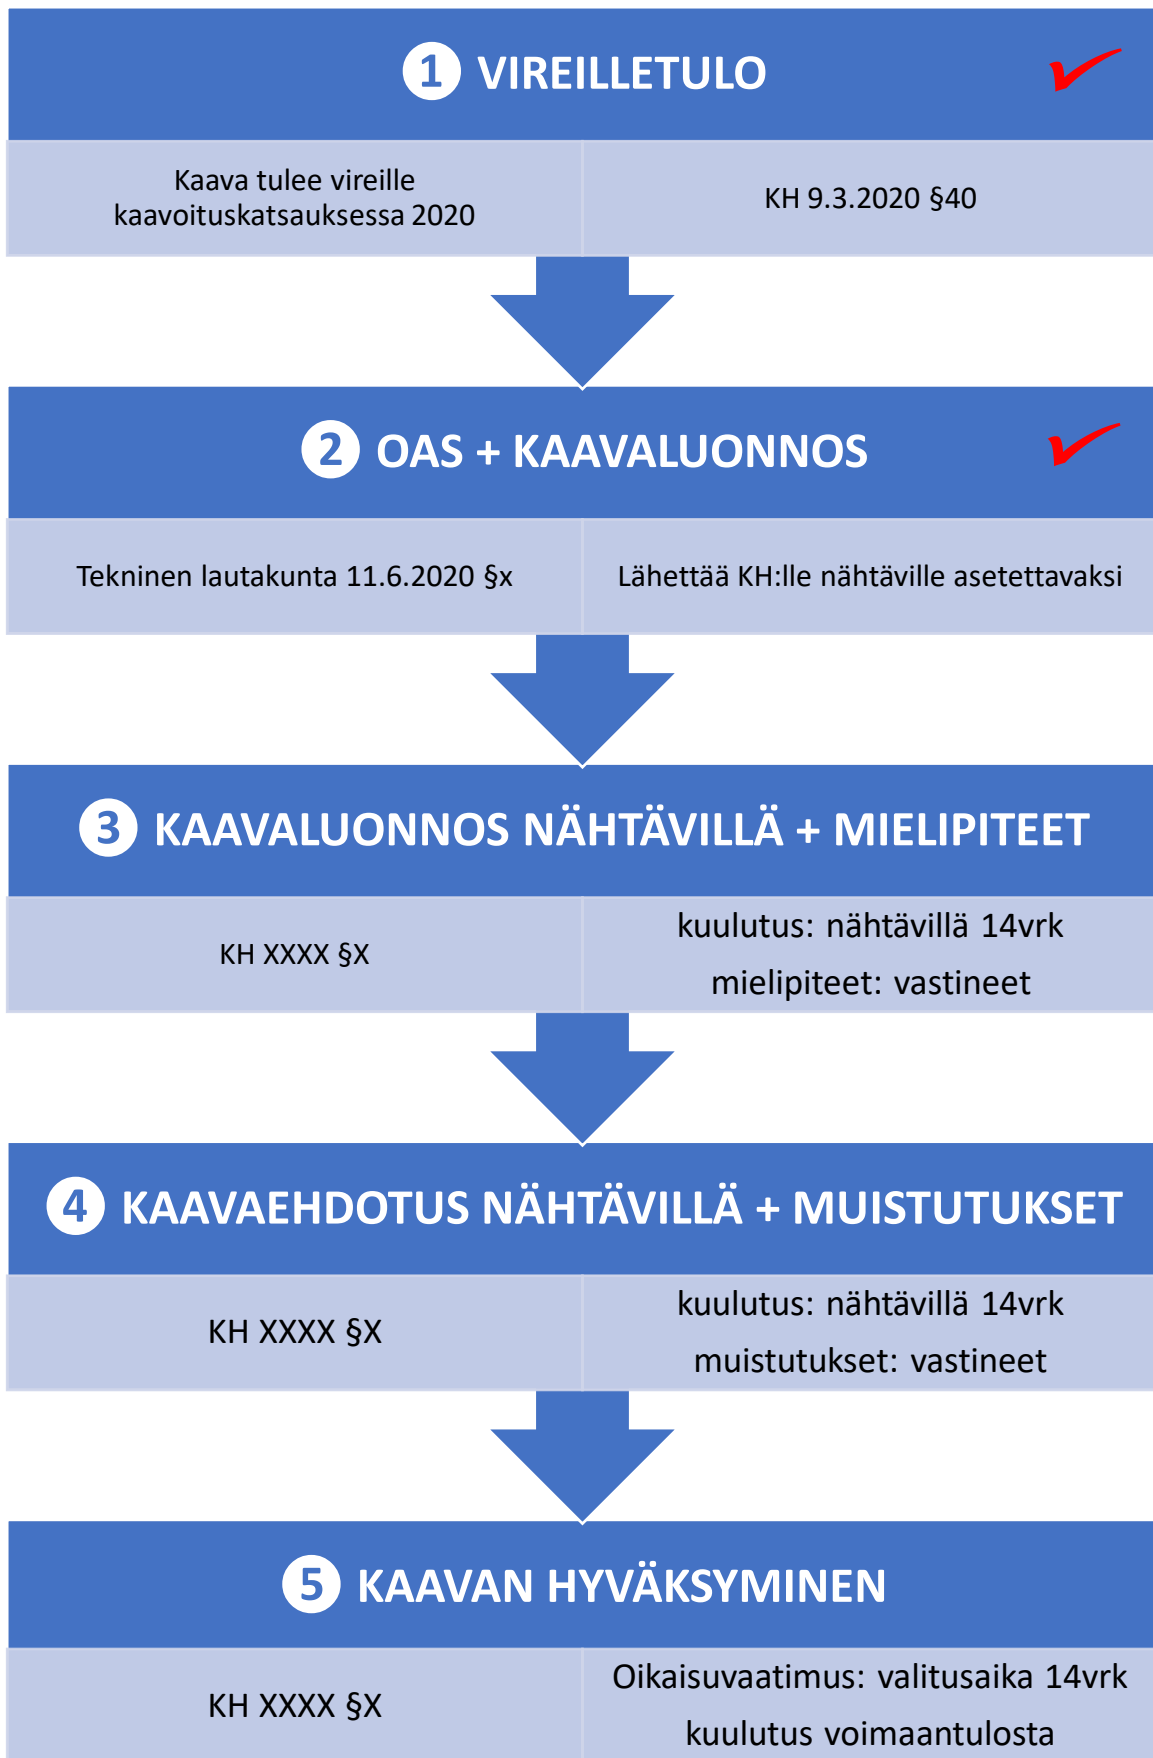 1 VIREILLETULO
Kaava tulee vireille
kaavoituskatsauksessa 2020
KH 9.3.2020 §40
2 OAS + KAAVALUONNOS
Tekninen lautakunta 11.6.2020 §x
Lähettää KH:lle nähtäville asetettavaksi
3 KAAVALUONNOS NÄHTÄVILLÄ + MIELIPITEET
KH XXXX §X
kuulutus: nähtävillä 14vrk
mielipiteet: vastineet
4 KAAVAEHDOTUS NÄHTÄVILLÄ + MUISTUTUKSET
KH XXXX §X
kuulutus: nähtävillä 14vrk
muistutukset: vastineet
5 KAAVAN HYVÄKSYMINEN
KH XXXX §X
Oikaisuvaatimus: valitusaika 14vrk
kuulutus voimaantulosta